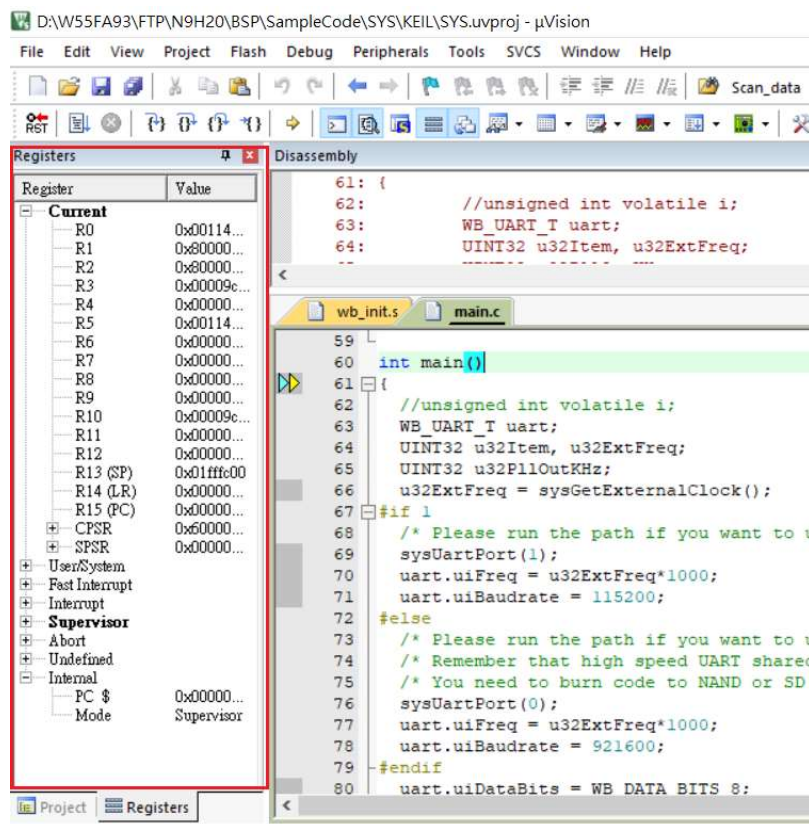 D:\W55FA93\FTP\N9H20\BSP\SampleCode\SYS\KEIL\SYS.uvproj - µVision
File Edit View Project Flash Debug Peripherals Tools SVCS Window Help
Scan_data
RST
Registers
Register Value
Current
R0 0x00114...
R1 0x80000...
R2 0x80000...
R3 0x00009c...
R4 0x00000...
R5 0x00114...
R6 0x00000...
R7 0x00000...
R8 0x00000...
R9 0x00000...
R10 0x00009c...
R11 0x00000...
R12 0x00000...
R13 (SP) 0x01fffc00
R14 (LR) 0x00000...
R15 (PC) 0x00000...
CPSR 0x60000...
SPSR 0x00000...
User/System
Fast Interrupt
Interrupt
Supervisor
Abort
Undefined
Internal
PC $ 0x00000...
Mode Supervisor
Project Registers
Disassembly
61: {
62: //unsigned int volatile i;
63: WB_UART_T uart;
64: UINT32 u32Item, u32ExtFreq;
wb_init.s main.c
59
60 int main()
61 {
62 //unsigned int volatile i;
63 WB_UART_T uart;
64 UINT32 u32Item, u32ExtFreq;
65 UINT32 u32PllOutKHz;
66 u32ExtFreq = sysGetExternalClock();
67 #if 1
68 /* Please run the path if you want to
69 sysUartPort(1);
70 uart.uiFreq = u32ExtFreq*1000;
71 uart.uiBaudrate = 115200;
72 #else
73 /* Please run the path if you want to
74 /* Remember that high speed UART shared
75 /* You need to burn code to NAND or SD
76 sysUartPort(0);
77 uart.uiFreq = u32ExtFreq*1000;
78 uart.uiBaudrate = 921600;
79 #endif
80 uart.uiDataBits = WB_DATA_BITS_8;